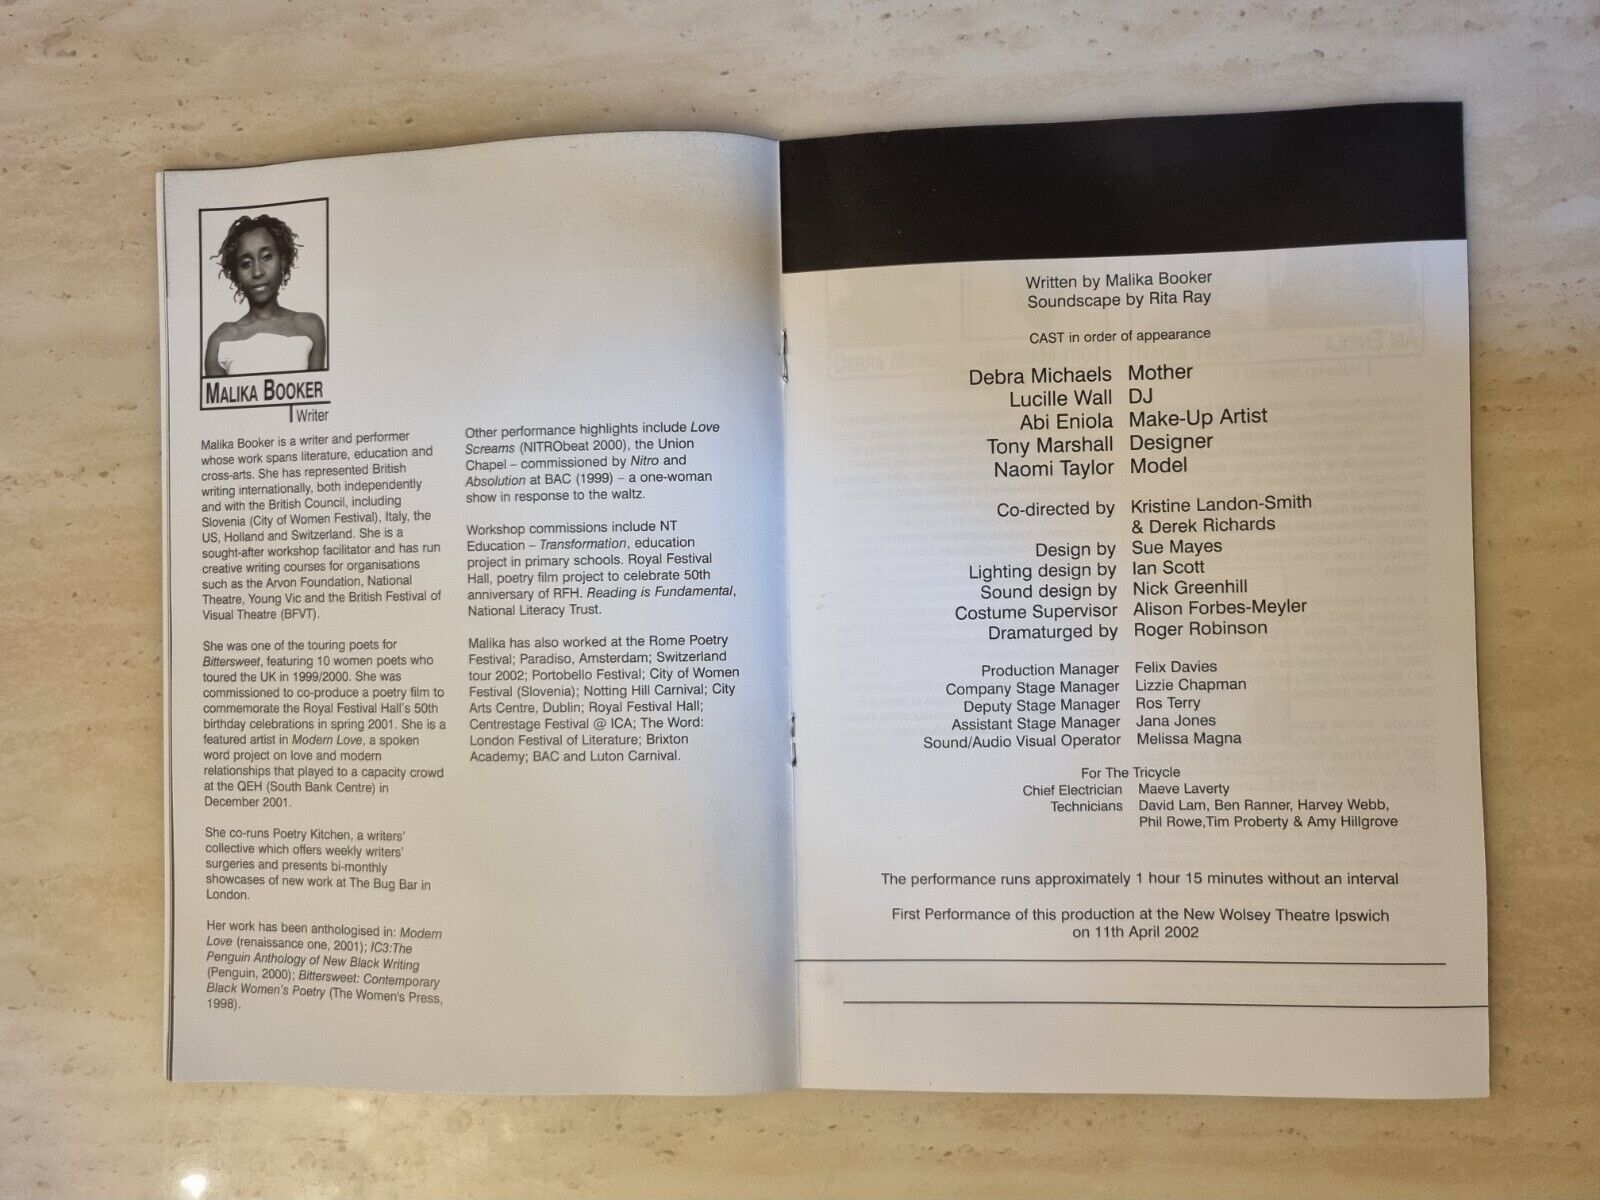 MALIKA BOOKER
Writer
Malika Booker is a writer and performer
whose work spans literature, education and
cross-arts. She has represented British
writing internationally, both independently
and with the British Council, including
Slovenia (City of Women Festival), Italy, the
US, Holland and Switzerland. She is a
sought-after workshop facilitator and has run
creative writing courses for organisations
such as the Arvon Foundation, National
Theatre, Young Vic and the British Festival of
Visual Theatre (BFVT).
She was one of the touring poets for
Bittersweet, featuring 10 women poets who
toured the UK in 1999/2000. She was
commissioned to co-produce a poetry film to
commemorate the Royal Festival Hall's 50th
birthday celebrations in spring 2001. She is a
featured artist in Modern Love, a spoken
word project on love and modern
relationships that played to a capacity crowd
at the QEH (South Bank Centre) in
December 2001.
She co-runs Poetry Kitchen, a writers'
collective which offers weekly writers'
surgeries and presents bi-monthly
showcases of new work at The Bug Bar in
London.
Her work has been anthologised in: Modern
Love (renaissance one, 2001); IC3:The
Penguin Anthology of New Black Writing
(Penguin, 2000); Bittersweet: Contemporary
Black Women's Poetry (The Women's Press,
1998).
Other performance highlights include Love
Screams (NITRObeat 2000), the Union
Chapel – commissioned by Nitro and
Absolution at BAC (1999) – a one-woman
show in response to the waltz.
Workshop commissions include NT
Education – Transformation, education
project in primary schools. Royal Festival
Hall, poetry film project to celebrate 50th
anniversary of RFH. Reading is Fundamental,
National Literacy Trust.
Malika has also worked at the Rome Poetry
Festival; Paradiso, Amsterdam; Switzerland
tour 2002; Portobello Festival; City of Women
Festival (Slovenia); Notting Hill Carnival; City
Arts Centre, Dublin; Royal Festival Hall;
Centrestage Festival @ ICA; The Word:
London Festival of Literature; Brixton
Academy; BAC and Luton Carnival.
Written by Malika Booker
Soundscape by Rita Ray
CAST in order of appearance
Debra Michaels Mother
Lucille Wall DJ
Abi Eniola Make-Up Artist
Tony Marshall Designer
Naomi Taylor Model
Co-directed by Kristine Landon-Smith
& Derek Richards
Design by Sue Mayes
Lighting design by Ian Scott
Sound design by Nick Greenhill
Costume Supervisor Alison Forbes-Meyler
Dramaturged by Roger Robinson
Production Manager Felix Davies
Company Stage Manager Lizzie Chapman
Deputy Stage Manager Ros Terry
Assistant Stage Manager Jana Jones
Sound/Audio Visual Operator Melissa Magna
For The Tricycle
Chief Electrician Maeve Laverty
Technicians David Lam, Ben Ranner, Harvey Webb,
Phil Rowe,Tim Proberty & Amy Hillgrove
The performance runs approximately 1 hour 15 minutes without an interval
First Performance of this production at the New Wolsey Theatre Ipswich
on 11th April 2002